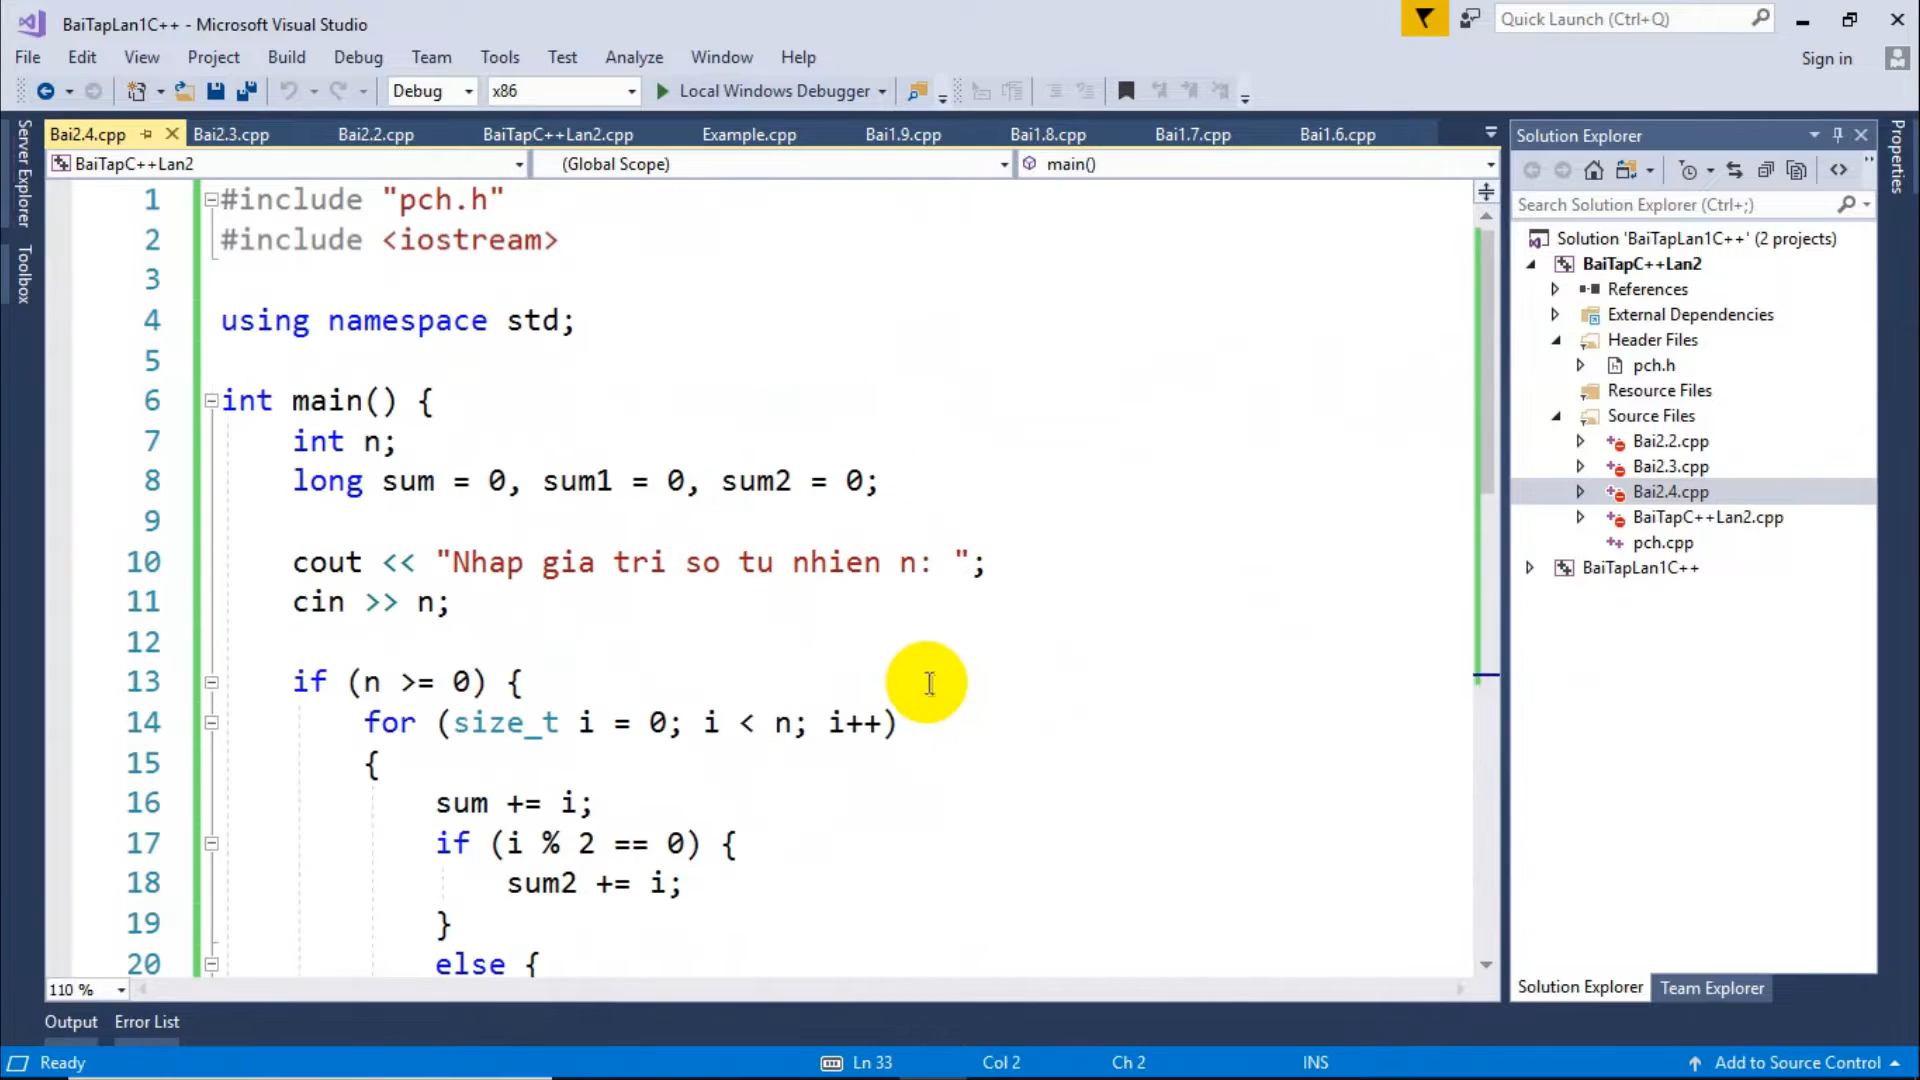 BaiTapLan1C++ - Microsoft Visual Studio
Quick Launch (Ctrl+Q)
File Edit View Project Build Debug Team Tools Test Analyze Window Help
Sign in
Debug x86 Local Windows Debugger
Bai2.4.cpp Bai2.3.cpp Bai2.2.cpp BaiTapC++Lan2.cpp Example.cpp Bai1.9.cpp Bai1.8.cpp Bai1.7.cpp Bai1.6.cpp
BaiTapC++Lan2 (Global Scope) main()
Server Explorer
Toolbox
1 #include "pch.h"
2 #include <iostream>
3
4 using namespace std;
5
6 int main() {
7 int n;
8 long sum = 0, sum1 = 0, sum2 = 0;
9
10 cout << "Nhap gia tri so tu nhien n: ";
11 cin >> n;
12
13 if (n >= 0) {
14 for (size_t i = 0; i < n; i++)
15 {
16 sum += i;
17 if (i % 2 == 0) {
18 sum2 += i;
19 }
20 else {
110 %
Solution Explorer
Search Solution Explorer (Ctrl+;)
Solution 'BaiTapLan1C++' (2 projects)
BaiTapC++Lan2
References
External Dependencies
Header Files
pch.h
Resource Files
Source Files
Bai2.2.cpp
Bai2.3.cpp
Bai2.4.cpp
BaiTapC++Lan2.cpp
pch.cpp
BaiTapLan1C++
Solution Explorer Team Explorer
Properties
Output Error List
Ready Ln 33 Col 2 Ch 2 INS Add to Source Control